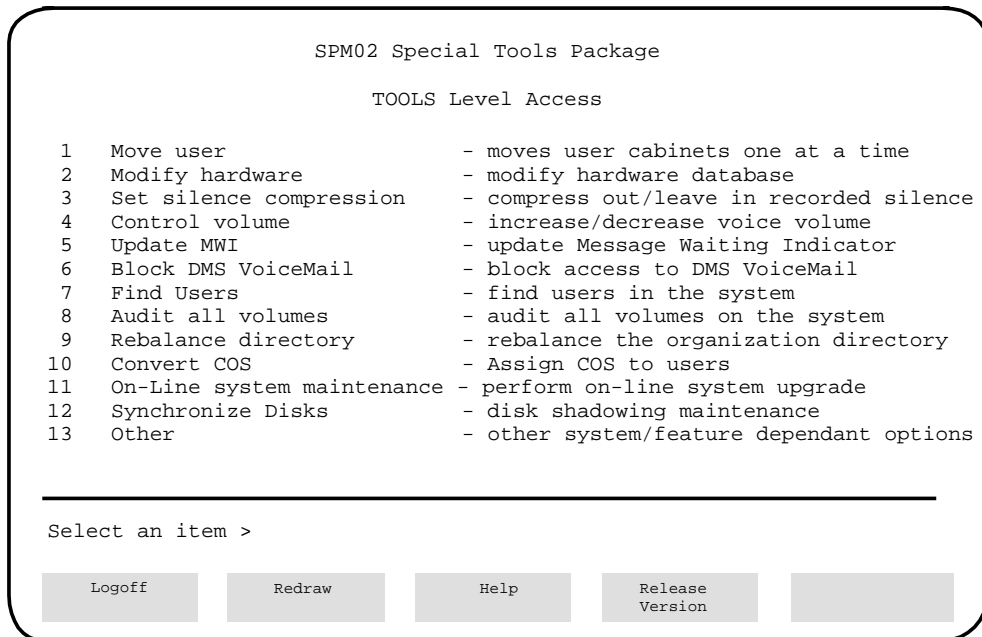 SPM02 Special Tools Package
TOOLS Level Access
1 Move user - moves user cabinets one at a time
2 Modify hardware - modify hardware database
3 Set silence compression - compress out/leave in recorded silence
4 Control volume - increase/decrease voice volume
5 Update MWI - update Message Waiting Indicator
6 Block DMS VoiceMail - block access to DMS VoiceMail
7 Find Users - find users in the system
8 Audit all volumes - audit all volumes on the system
9 Rebalance directory - rebalance the organization directory
10 Convert COS - Assign COS to users
11 On-Line system maintenance - perform on-line system upgrade
12 Synchronize Disks - disk shadowing maintenance
13 Other - other system/feature dependant options
Select an item >
Logoff Redraw Help Release
Version